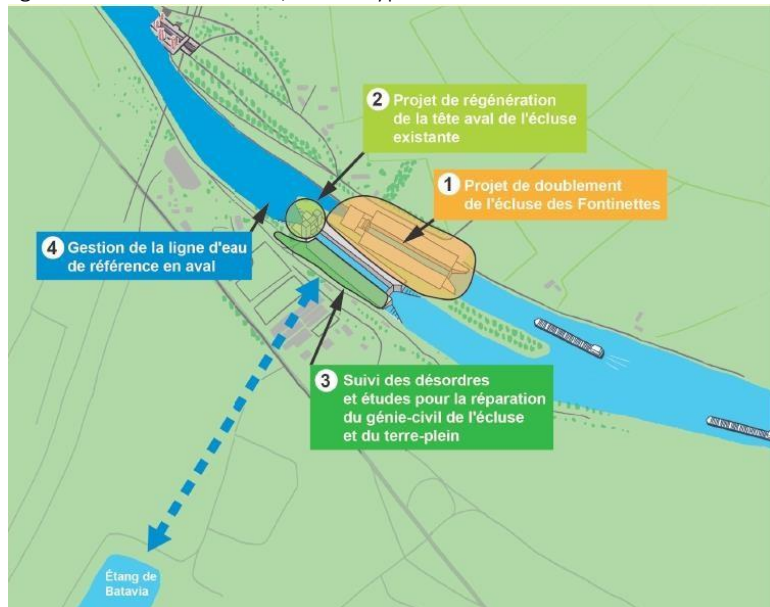 2 Projet de régénération
de la tête aval de l'écluse
existante
1 Projet de doublement
de l'écluse des Fontinettes
4 Gestion de la ligne d'eau
de référence en aval
3 Suivi des désordres
et études pour la réparation
du génie-civil de l'écluse
et du terre-plein
Étang de
Batavia